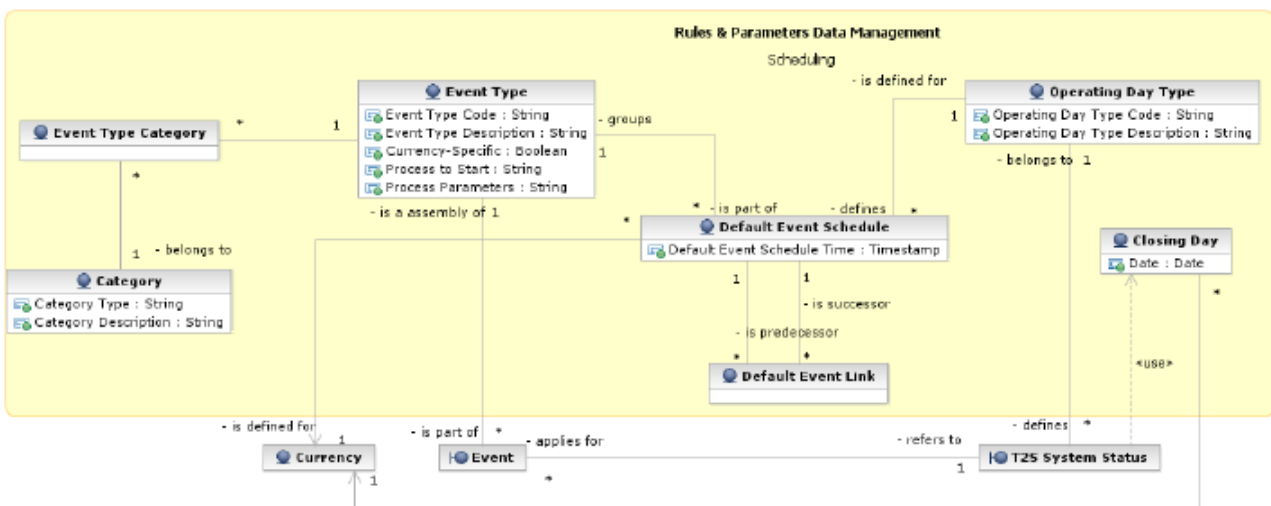 Rules & Parameters Data Management
Scheduling
- is defined for
Event Type
Operating Day Type
Event Type Code : String
Operating Day Type Code : String
- groups
1
Event Type Category
*
1
Event Type Description : String
Operating Day Type Description : String
Currency-Specific : Boolean
1
Process to Start : String
- belongs to 1
*
Process Parameters : String
- is a assembly of 1
* - is part of
- defines
*
*
Default Event Schedule
Closing Day
1
- belongs to
Default Event Schedule Time : Timestamp
Date : Date
Category
1
1
*
Category Type : String
- is successor
Category Description : String
- is predecessor
*
*
«use»
Default Event Link
- is defined for
1
- is part of
*
- applies for
- refers to
- defines
*
Currency
Event
T2S System Status
1
*
1